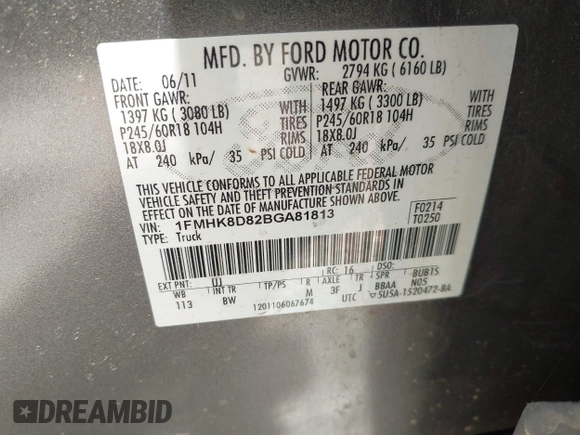 MFD. BY FORD MOTOR CO.
DATE: 06/11 GVWR: 2794 KG ( 6160 LB)
FRONT GAWR: REAR GAWR:
1397 KG ( 3080 LB) WITH 1497 KG ( 3300 LB) WITH
P245/60R18 104H TIRES P245/60R18 104H TIRES
18X8.0J RIMS 18X8.0J RIMS
AT 240 kPa/ 35 PSI COLD AT 240 kPa/ 35 PSI COLD
THIS VEHICLE CONFORMS TO ALL APPLICABLE FEDERAL MOTOR
VEHICLE SAFETY AND THEFT PREVENTION STANDARDS IN
EFFECT ON THE DATE OF MANUFACTURE SHOWN ABOVE.
VIN: 1FMHK8D82BGA81813 F0214
TYPE: Truck T0250
EXT PNT: UJ RC: 16 DSO:
WB INT TR TP/PS R AXLE TR SPR BUB1S
113 BW M 3F J BBAA N05
1201106067674 UTC 5U5A-1520472-BA
DREAMBID